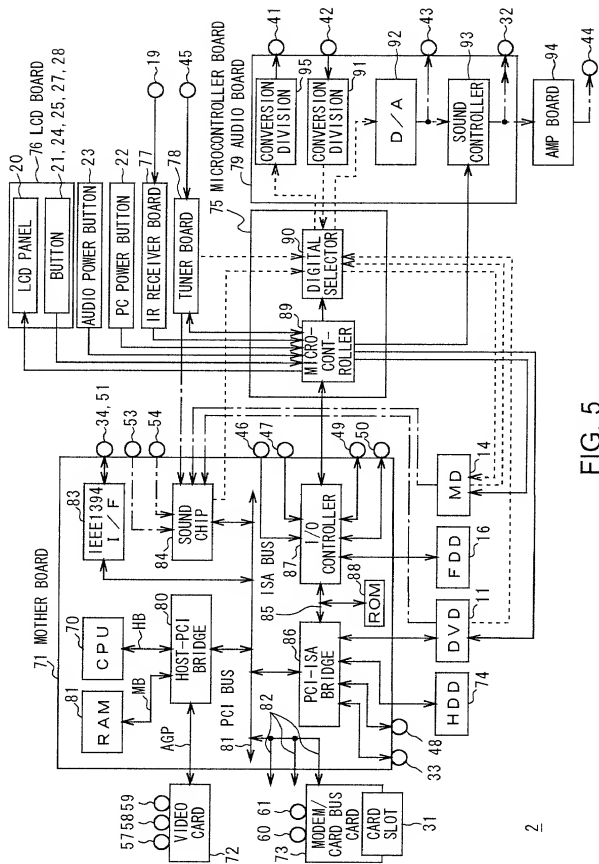 20
LCD PANEL
76 LCD BOARD
21, 24, 25, 27, 28
BUTTON
23
AUDIO POWER BUTTON
22
PC POWER BUTTON
77
IR RECEIVER BOARD
19
78
TUNER BOARD
45
71 MOTHER BOARD
81
RAM
70
CPU
MB
HB
80
HOST-PCI
BRIDGE
AGP
83
IEEE1394
I/F
34, 51
53
54
84
SOUND
CHIP
81 PCI BUS
82
85 ISA BUS
86
PCI-ISA
BRIDGE
87
I/O
CONTROLLER
88
ROM
46
47
49
50
33
48
57 58 59
VIDEO
CARD
72
60 61
73
MODEM/
CARD BUS
CARD
CARD
SLOT
31
HDD
74
DVD
11
FDD
16
MD
14
75 MICROCONTROLLER BOARD
89
MICRO-
CONT-
ROLLER
90
DIGITAL
SELECTOR
79 AUDIO BOARD
CONVERSION
DIVISION
95
41
CONVERSION
DIVISION
91
42
D/A
92
43
SOUND
CONTROLLER
93
32
AMP BOARD
94
44
2
FIG. 5